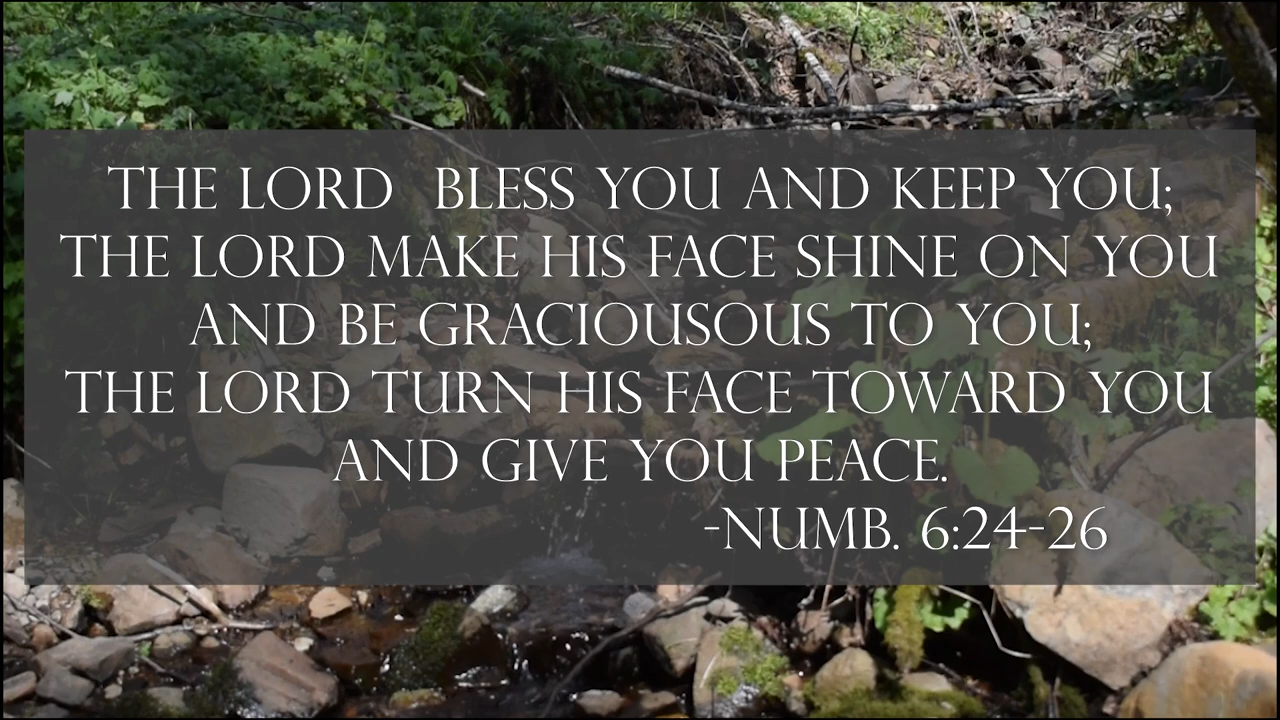 THE LORD  BLESS YOU AND KEEP YOU;
THE LORD MAKE HIS FACE SHINE ON YOU
AND BE GRACIOUSOUS TO YOU;
THE LORD TURN HIS FACE TOWARD YOU
AND GIVE YOU PEACE.
-NUMB. 6:24-26